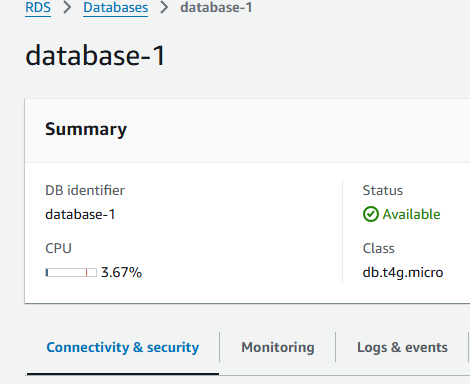 RDS > Databases > database-1
database-1
Summary
DB identifier
database-1
Status
Available
CPU
3.67%
Class
db.t4g.micro
Connectivity & security
Monitoring
Logs & events